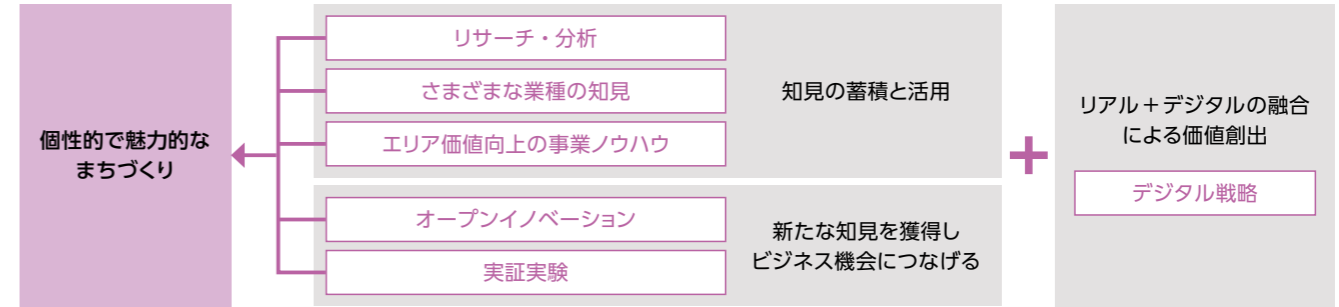 個性的で魅力的な
まちづくり
リサーチ・分析
さまざまな業種の知見
エリア価値向上の事業ノウハウ
知見の蓄積と活用
オープンイノベーション
実証実験
新たな知見を獲得し
ビジネス機会につなげる
+
リアル+デジタルの融合
による価値創出
デジタル戦略